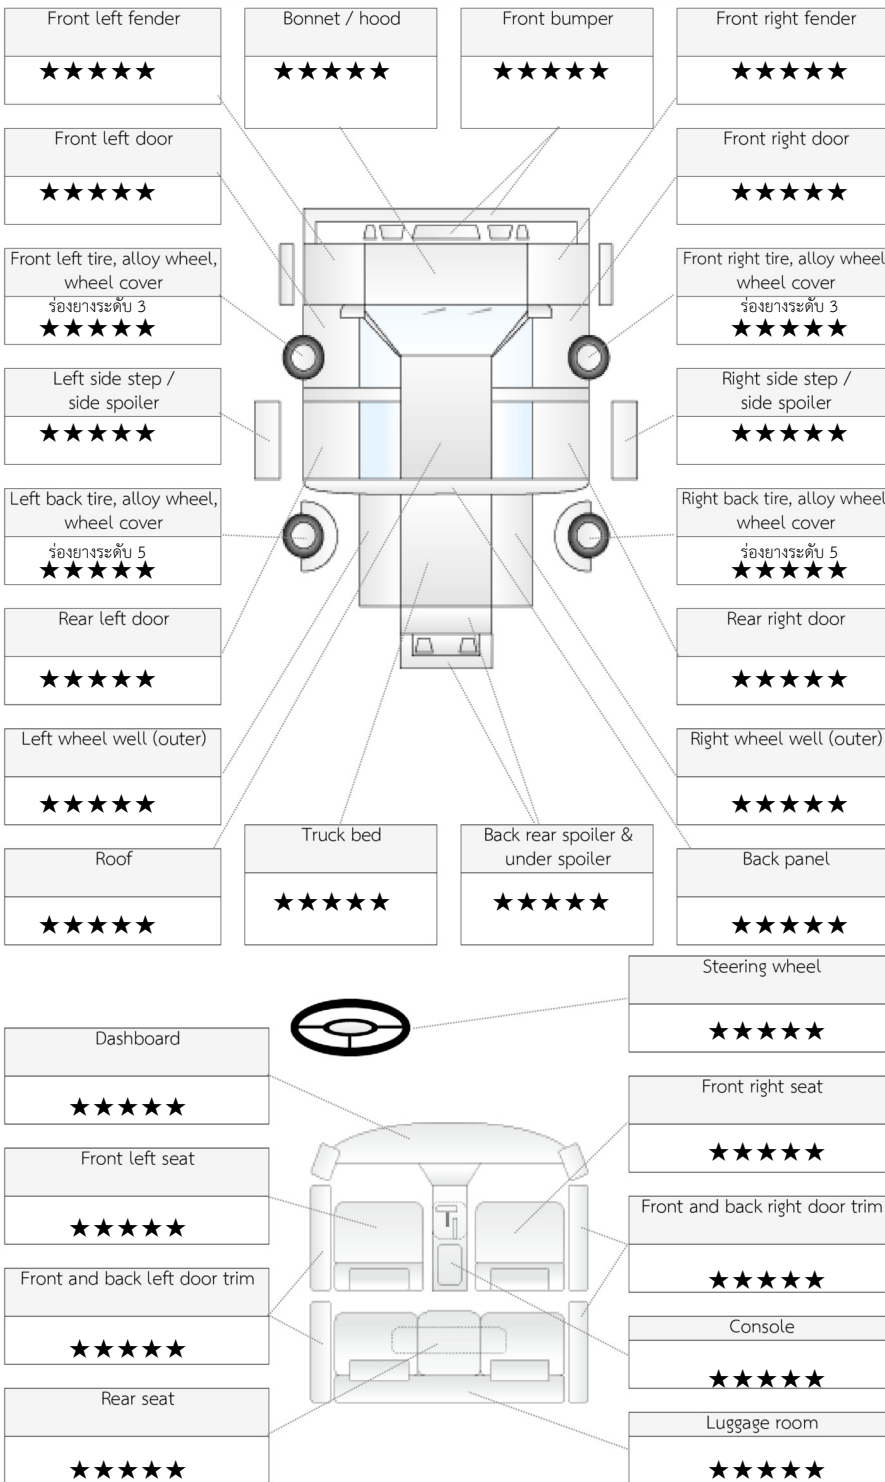 Front left fender
★★★★★
Bonnet / hood
★★★★★
Front bumper
★★★★★
Front right fender
★★★★★
Front left door
★★★★★
Front right door
★★★★★
Front left tire, alloy wheel,
wheel cover
ร่องยางระดับ 3
★★★★★
Front right tire, alloy wheel
wheel cover
ร่องยางระดับ 3
★★★★★
Left side step /
side spoiler
★★★★★
Right side step /
side spoiler
★★★★★
Left back tire, alloy wheel,
wheel cover
ร่องยางระดับ 5
★★★★★
Right back tire, alloy wheel
wheel cover
ร่องยางระดับ 5
★★★★★
Rear left door
★★★★★
Rear right door
★★★★★
Left wheel well (outer)
★★★★★
Right wheel well (outer)
★★★★★
Roof
★★★★★
Truck bed
★★★★★
Back rear spoiler &
under spoiler
★★★★★
Back panel
★★★★★
Steering wheel
★★★★★
Dashboard
★★★★★
Front right seat
★★★★★
Front left seat
★★★★★
Front and back right door trim
★★★★★
Front and back left door trim
★★★★★
Console
★★★★★
Rear seat
★★★★★
Luggage room
★★★★★